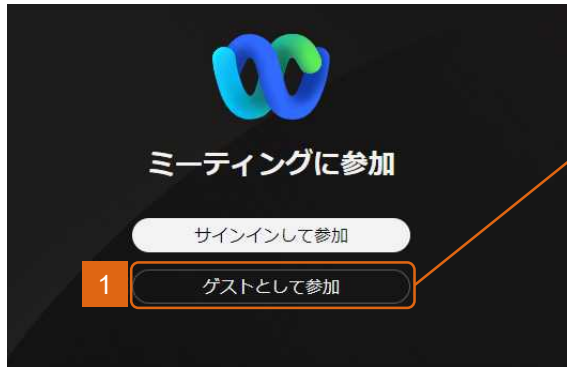 ミーティングに参加
サインインして参加
1
ゲストとして参加